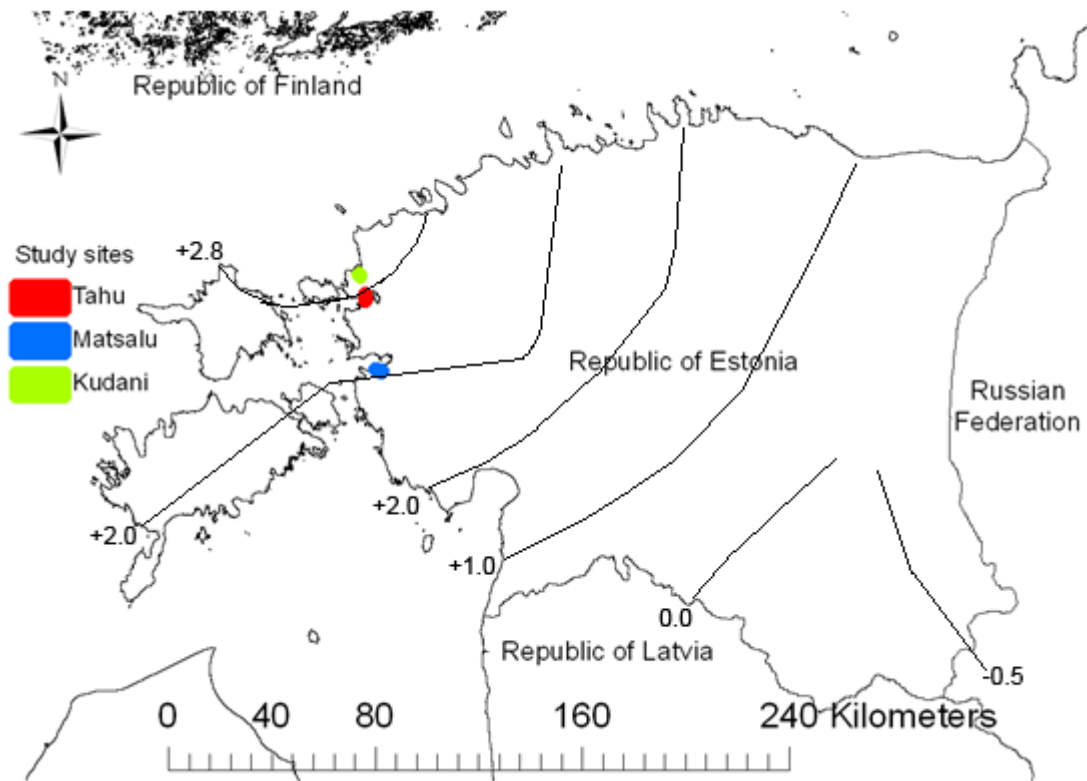 Republic of Finland
N
+2.8
Study sites
Tahu
Matsalu
Kudani
Republic of Estonia
Russian
Federation
+2.0
+2.0
+1.0
0.0
-0.5
Republic of Latvia
0 40 80 160 240 Kilometers